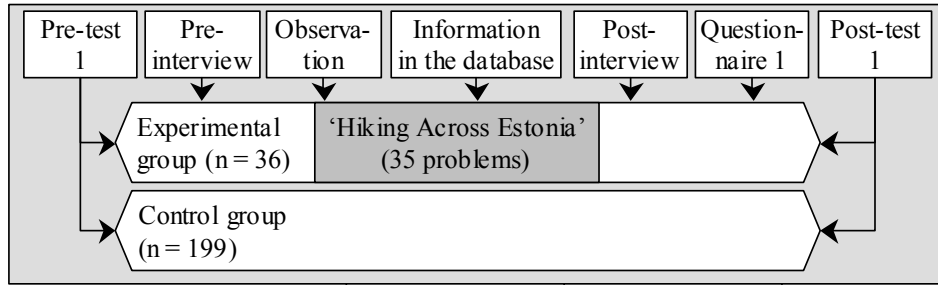 Pre-test
1
Pre-
interview
Observa-
tion
Information
in the database
Post-
interview
Question-
naire 1
Post-test
1
Experimental
group (n = 36)
‘Hiking Across Estonia’
(35 problems)
Control group
(n = 199)